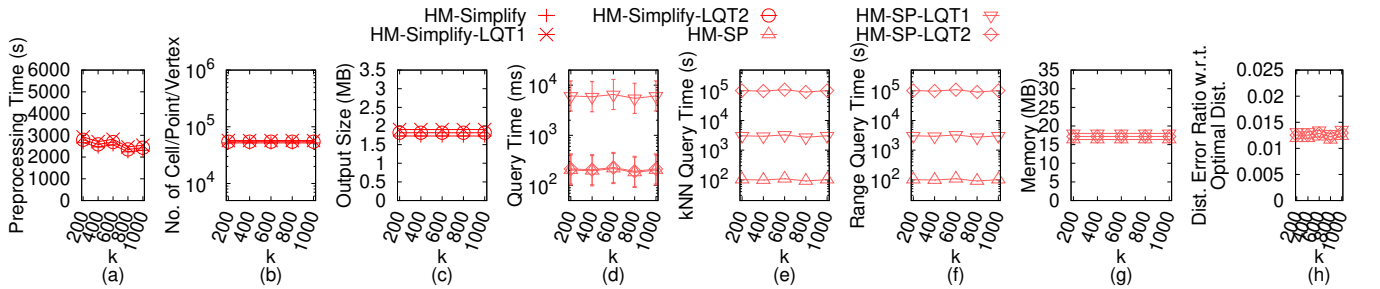 HM-Simplify
HM-Simplify-LQT1
HM-Simplify-LQT2
HM-SP
HM-SP-LQT1
HM-SP-LQT2
Preprocessing Time (s)
6000
5000
4000
3000
2000
1000
0
200
400
600
800
1000
k
(a)
No. of Cell/Point/Vertex
10^6
10^5
10^4
200
400
600
800
1000
k
(b)
Output Size (MB)
3.5
3
2.5
2
1.5
1
0.5
0
200
400
600
800
1000
k
(c)
Query Time (ms)
10^4
10^3
10^2
200
400
600
800
1000
k
(d)
kNN Query Time (s)
10^5
10^4
10^3
10^2
200
400
600
800
1000
k
(e)
Range Query Time (s)
10^5
10^4
10^3
10^2
200
400
600
800
1000
k
(f)
Memory (MB)
35
30
25
20
15
10
5
0
200
400
600
800
1000
k
(g)
Dist. Error Ratio w.r.t.
Optimal Dist.
0.025
0.02
0.015
0.01
0.005
0
200
400
600
800
1000
k
(h)